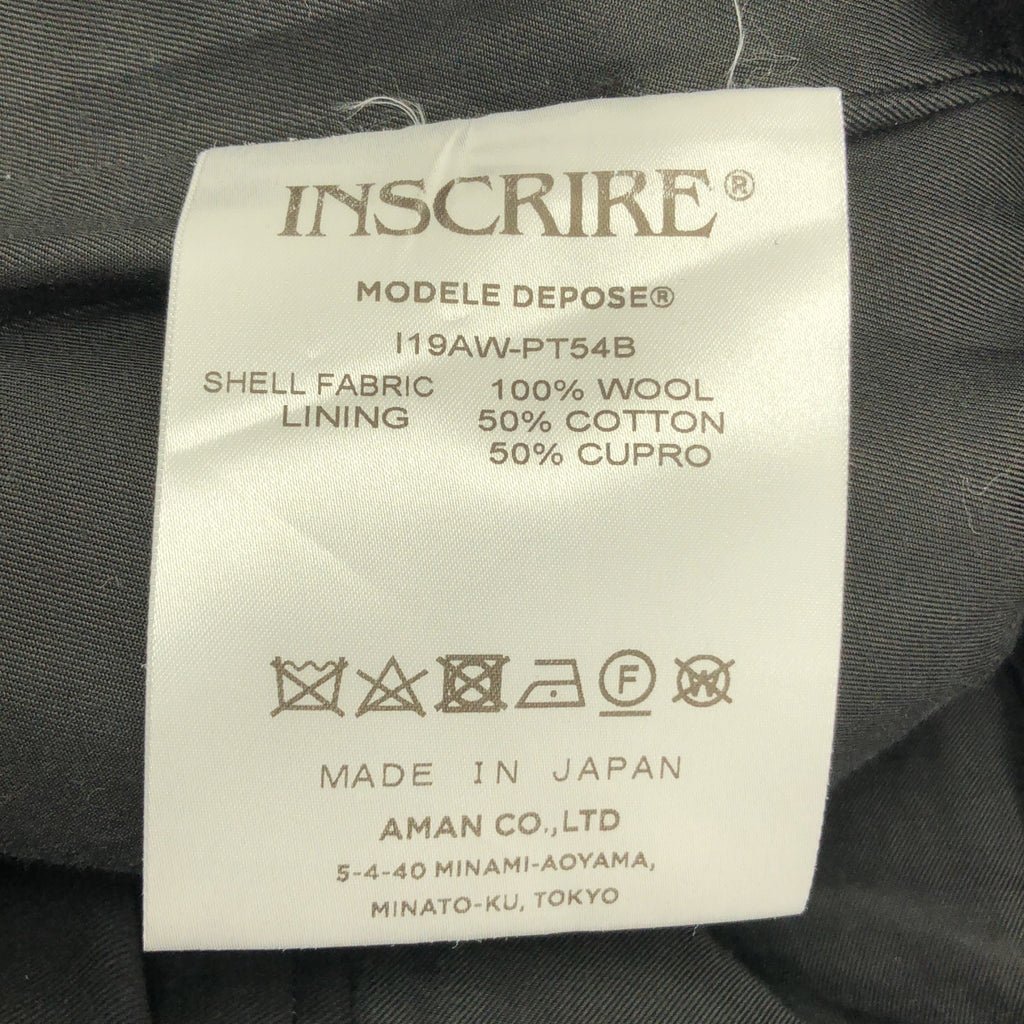 INSCRIRE®
MODELE DEPOSE®
I19AW-PT54B
SHELL FABRIC 100% WOOL
LINING 50% COTTON
50% CUPRO
F W
MADE IN JAPAN
AMAN CO.,LTD
5-4-40 MINAMI-AOYAMA,
MINATO-KU, TOKYO